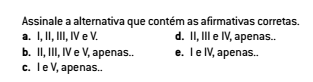 Assinale a alternativa que contém as afirmativas corretas.
a. I, II, III, IV e V.
b. II, III, IV e V, apenas..
c. I e V, apenas..
d. II, III e IV, apenas..
e. I e IV, apenas..